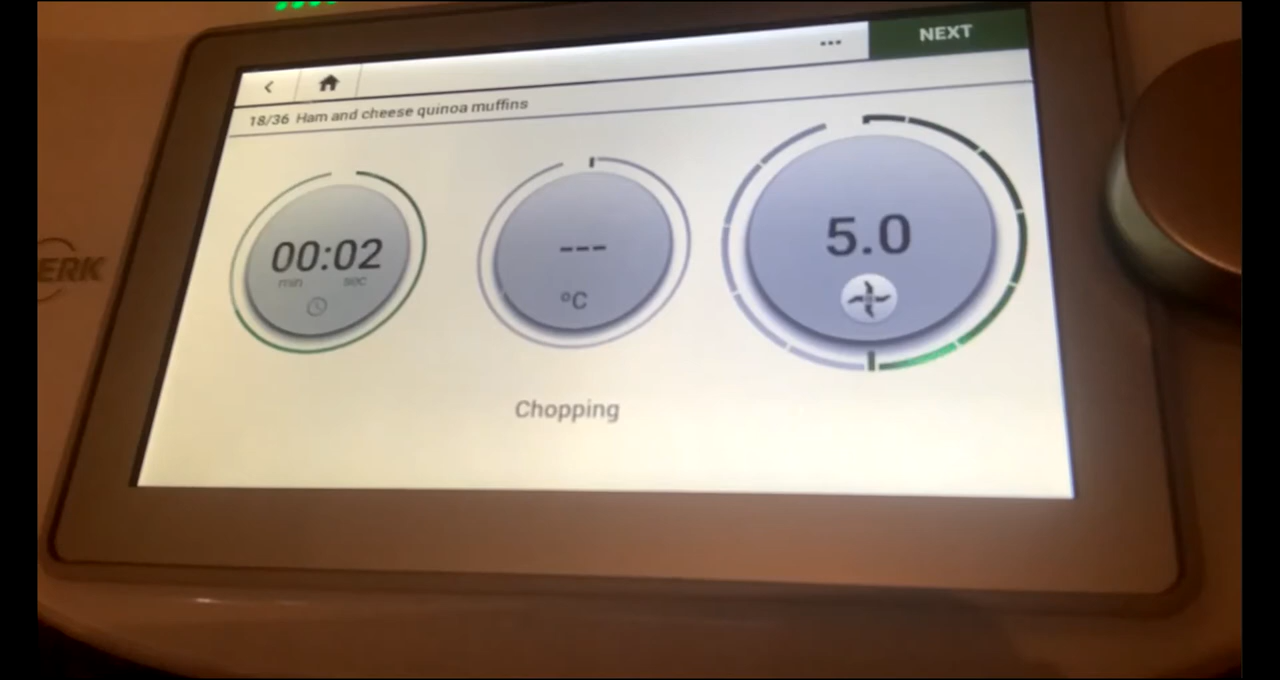 NEXT
18/36 Ham and cheese quinoa muffins
00:02
min sec
---
°C
5.0
Chopping
ERK